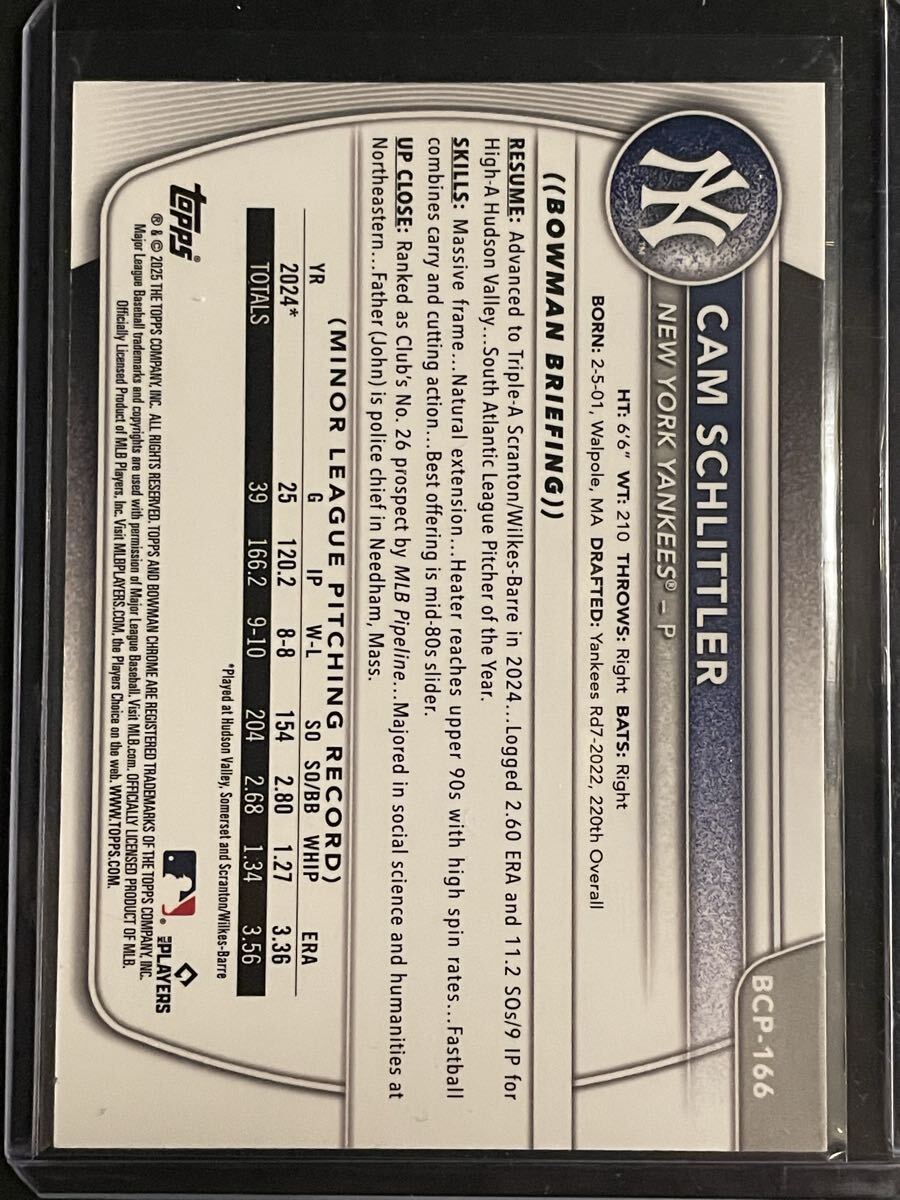 BCP-166
NY
CAM SCHLITTLER
NEW YORK YANKEES® – P
HT: 6'6" WT: 210 THROWS: Right BATS: Right
BORN: 2-5-01, Walpole, MA DRAFTED: Yankees Rd7-2022, 220th Overall
((BOWMAN BRIEFING))
RESUME: Advanced to Triple-A Scranton/Wilkes-Barre in 2024...Logged 2.60 ERA and 11.2 SOs/9 IP for
High-A Hudson Valley...South Atlantic League Pitcher of the Year.
SKILLS: Massive frame...Natural extension...Heater reaches upper 90s with high spin rates...Fastball
combines carry and cutting action...Best offering is mid-80s slider.
UP CLOSE: Ranked as Club's No. 26 prospect by MLB Pipeline...Majored in social science and humanities at
Northeastern...Father (John) is police chief in Needham, Mass.
(MINOR LEAGUE PITCHING RECORD)
YR G IP W-L SO SO/BB WHIP ERA
2024* 25 120.2 8-8 154 2.80 1.27 3.36
TOTALS 39 166.2 9-10 204 2.68 1.34 3.56
*Played at Hudson Valley, Somerset and Scranton/Wilkes-Barre
topps®
MLB PLAYERS
® & © 2025 THE TOPPS COMPANY, INC. ALL RIGHTS RESERVED. TOPPS AND BOWMAN CHROME ARE REGISTERED TRADEMARKS OF THE TOPPS COMPANY, INC.
Major League Baseball trademarks and copyrights are used with permission of Major League Baseball. Visit MLB.com. OFFICIALLY LICENSED PRODUCT OF MLB.
Officially Licensed Product of MLB Players, Inc. Visit MLBPLAYERS.COM, the Players Choice on the web. WWW.TOPPS.COM.